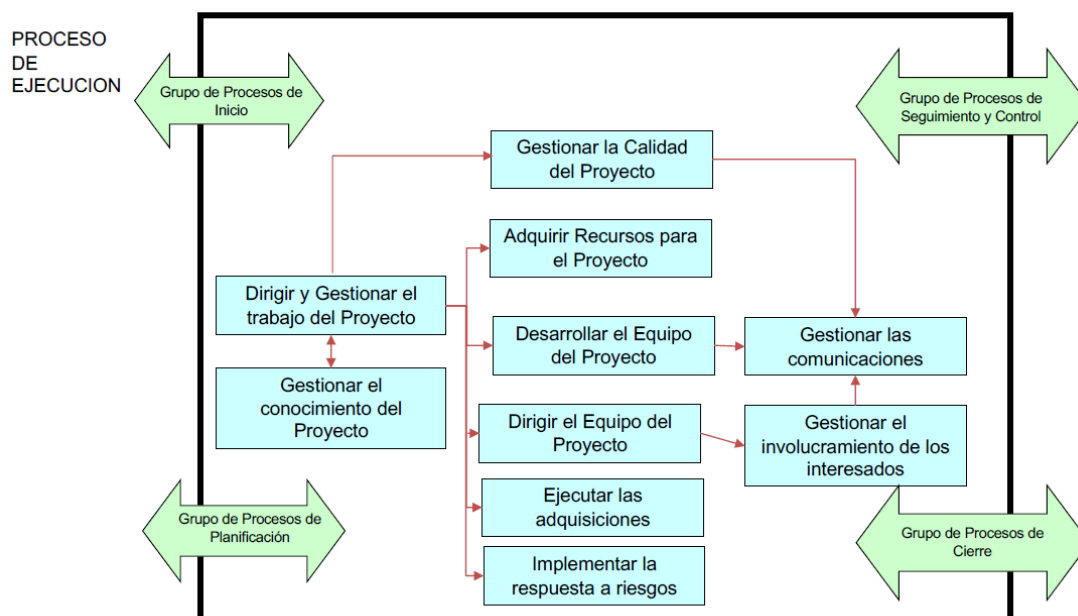 PROCESO
DE
EJECUCION
Grupo de Procesos de
Inicio
Grupo de Procesos de
Seguimiento y Control
Gestionar la Calidad
del Proyecto
Adquirir Recursos para
el Proyecto
Dirigir y Gestionar el
trabajo del Proyecto
Desarrollar el Equipo
del Proyecto
Gestionar las
comunicaciones
Gestionar el
conocimiento del
Proyecto
Dirigir el Equipo del
Proyecto
Gestionar el
involucramiento de los
interesados
Ejecutar las
adquisiciones
Grupo de Procesos de
Planificación
Grupo de Procesos de
Cierre
Implementar la
respuesta a riesgos